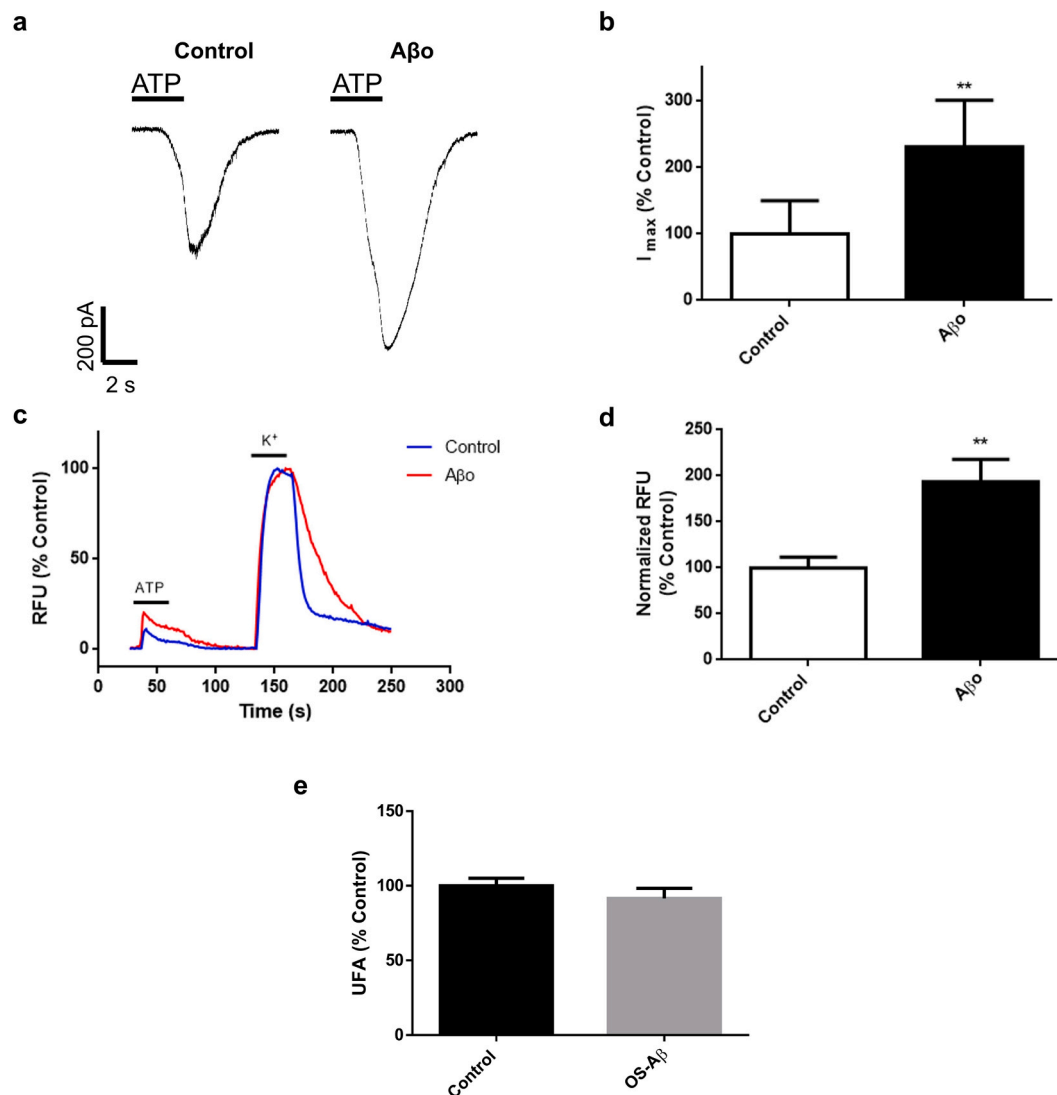 a
Control
Aβo
ATP
ATP
200 pA
2 s
b
I max (% Control)
300
200
100
0
**
Control
Aβo
c
RFU (% Control)
100
50
0
ATP
K⁺
Control
Aβo
0
50
100
150
200
250
300
Time (s)
d
Normalized RFU
(% Control)
250
200
150
100
50
0
**
Control
Aβo
e
UFA (% Control)
150
100
50
0
Control
OS-Aβ